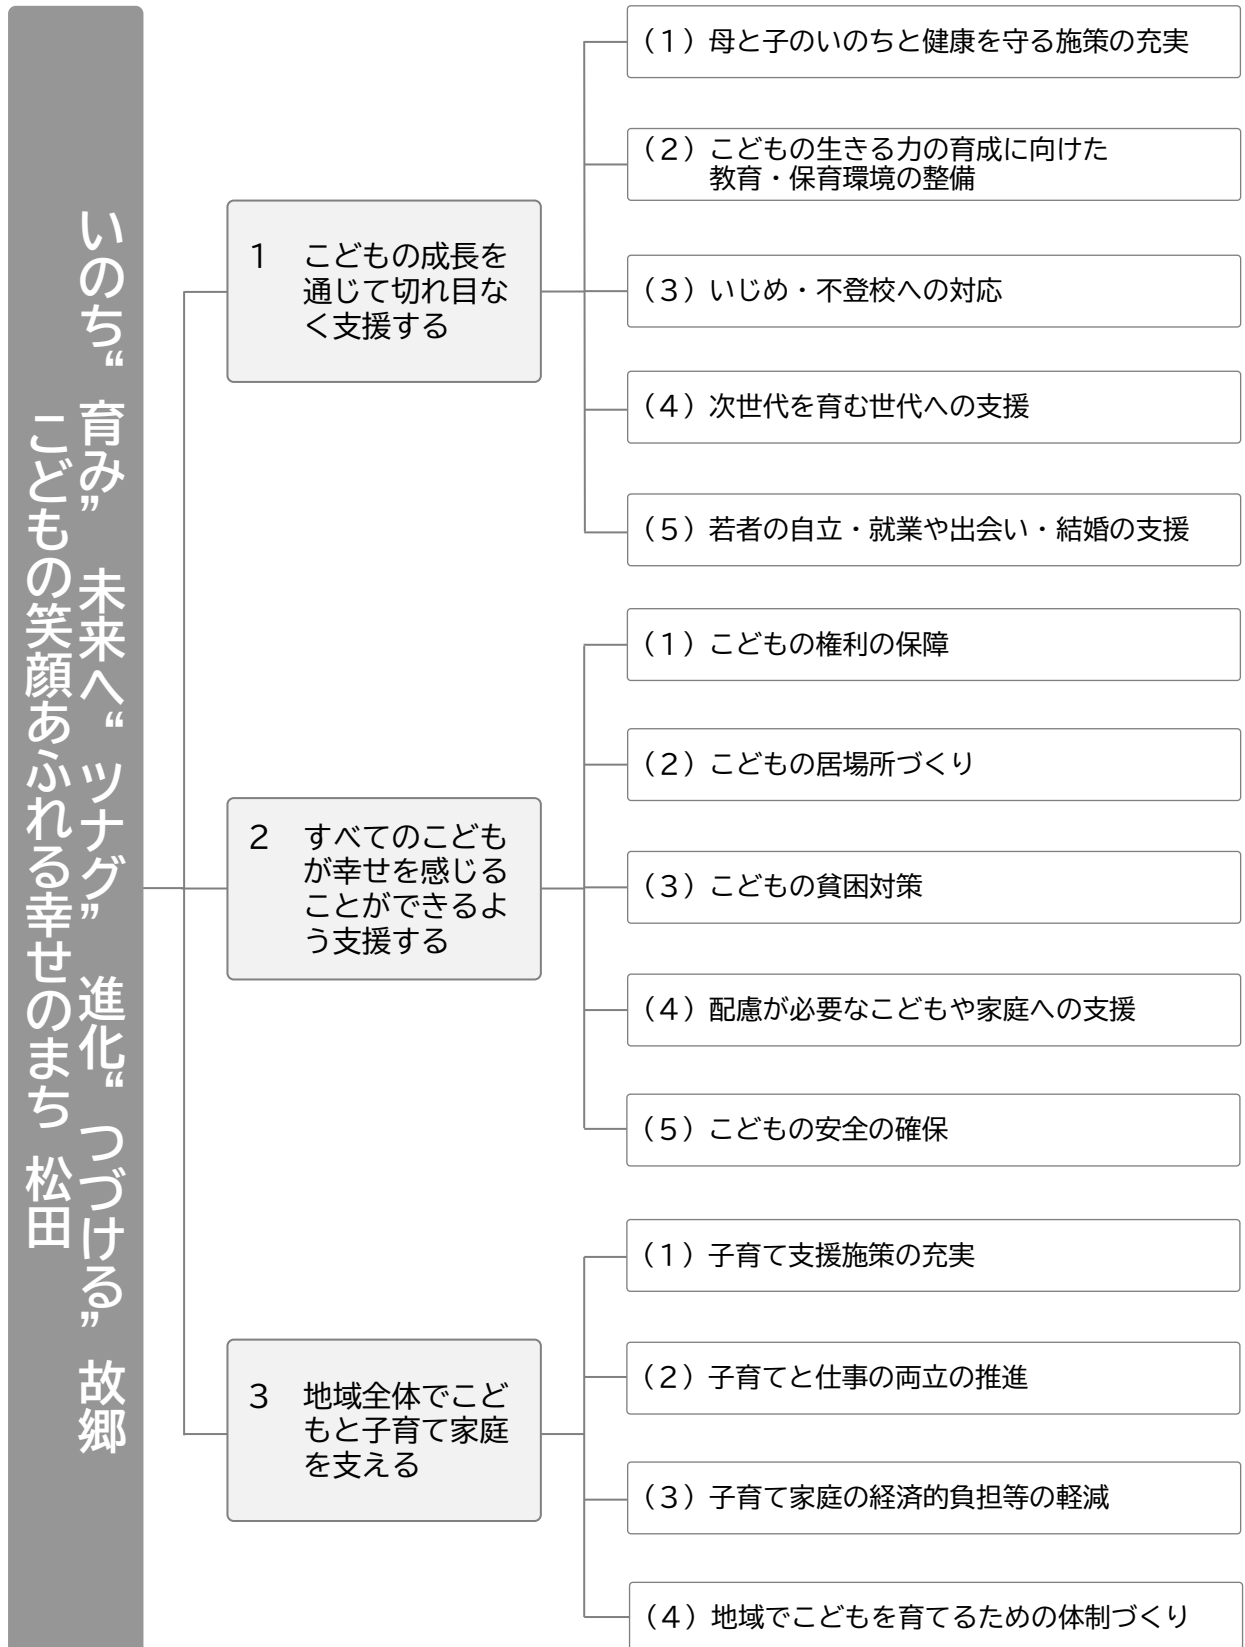 いのち“育み” 未来へ“ツナグ” 進化“つづける” 故郷
こどもの笑顔あふれる幸せのまち 松田
1 こどもの成長を
通じて切れ目な
く支援する
(1)母と子のいのちと健康を守る施策の充実
(2)こどもの生きる力の育成に向けた
教育・保育環境の整備
(3)いじめ・不登校への対応
(4)次世代を育む世代への支援
(5)若者の自立・就業や出会い・結婚の支援
2 すべてのこども
が幸せを感じる
ことができるよ
う支援する
(1)こどもの権利の保障
(2)こどもの居場所づくり
(3)こどもの貧困対策
(4)配慮が必要なこどもや家庭への支援
(5)こどもの安全の確保
3 地域全体でこど
もと子育て家庭
を支える
(1)子育て支援施策の充実
(2)子育てと仕事の両立の推進
(3)子育て家庭の経済的負担等の軽減
(4)地域でこどもを育てるための体制づくり